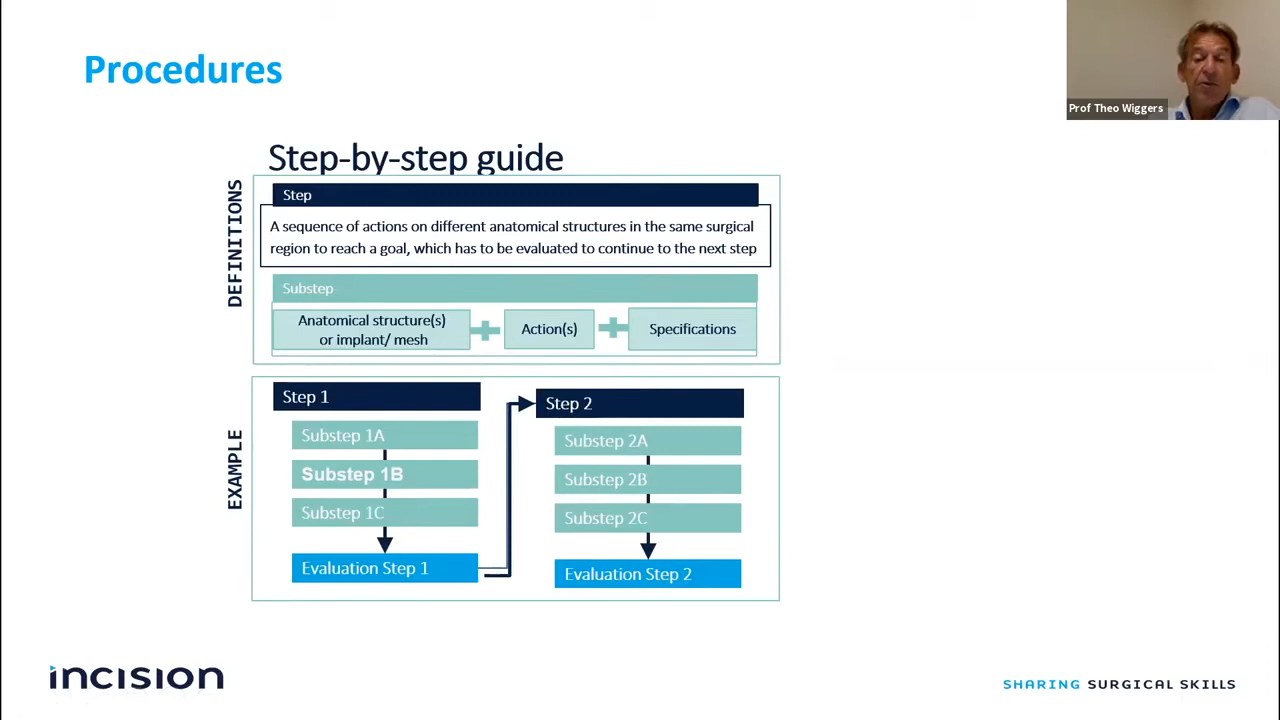 Procedures
Prof Theo Wiggers
Step-by-step guide
DEFINITIONS
Step
A sequence of actions on different anatomical structures in the same surgical
region to reach a goal, which has to be evaluated to continue to the next step
Substep
Anatomical structure(s)
or implant/ mesh
Action(s)
Specifications
EXAMPLE
Step 1
Substep 1A
Substep 1B
Substep 1C
Evaluation Step 1
Step 2
Substep 2A
Substep 2B
Substep 2C
Evaluation Step 2
incision
SHARING SURGICAL SKILLS